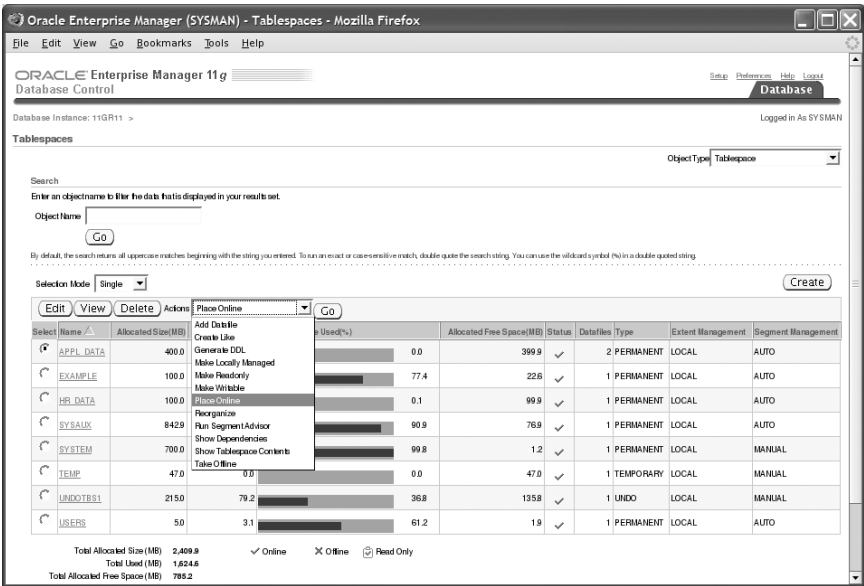 Oracle Enterprise Manager (SYSMAN) - Tablespaces - Mozilla Firefox
File Edit View Go Bookmarks Tools Help
ORACLE Enterprise Manager 11g
Database Control
Setup Preferences Help Logout
Database
Database Instance: 11GR11 >
Logged in As SYSMAN
Tablespaces
Object Type Tablespace
Search
Enter an object name to filter the data that is displayed in your results set.
Object Name
Go
By default, the search returns all uppercase matches beginning with the string you entered. To run an exact or case-sensitive match, double quote the search string. You can use the wildcard symbol (%) in a double quoted string.
Selection Mode Single
Create
Edit View Delete Actions Place Online Go
Select Name Allocated Size(MB) Used(%) Allocated Free Space(MB) Status Datafiles Type Extent Management Segment Management
APPL_DATA 400.0 0.0 399.9 2 PERMANENT LOCAL AUTO
EXAMPLE 100.0 77.4 22.6 1 PERMANENT LOCAL AUTO
HR_DATA 100.0 0.1 99.9 1 PERMANENT LOCAL AUTO
SYSAUX 842.9 90.9 76.9 1 PERMANENT LOCAL AUTO
SYSTEM 700.0 99.8 1.2 1 PERMANENT LOCAL MANUAL
TEMP 47.0 0.0 0.0 47.0 1 TEMPORARY LOCAL MANUAL
UNDOTBS1 215.0 79.2 36.8 135.8 1 UNDO LOCAL MANUAL
USERS 5.0 3.1 61.2 1.9 1 PERMANENT LOCAL AUTO
Add Datafile
Create Like
Generate DDL
Make Locally Managed
Make Readonly
Make Writable
Place Online
Reorganize
Run Segment Advisor
Show Dependencies
Show Tablespace Contents
Take Offline
Total Allocated Size (MB) 2,409.9
Total Used (MB) 1,624.6
Total Allocated Free Space (MB) 785.2
Online Offline Read Only